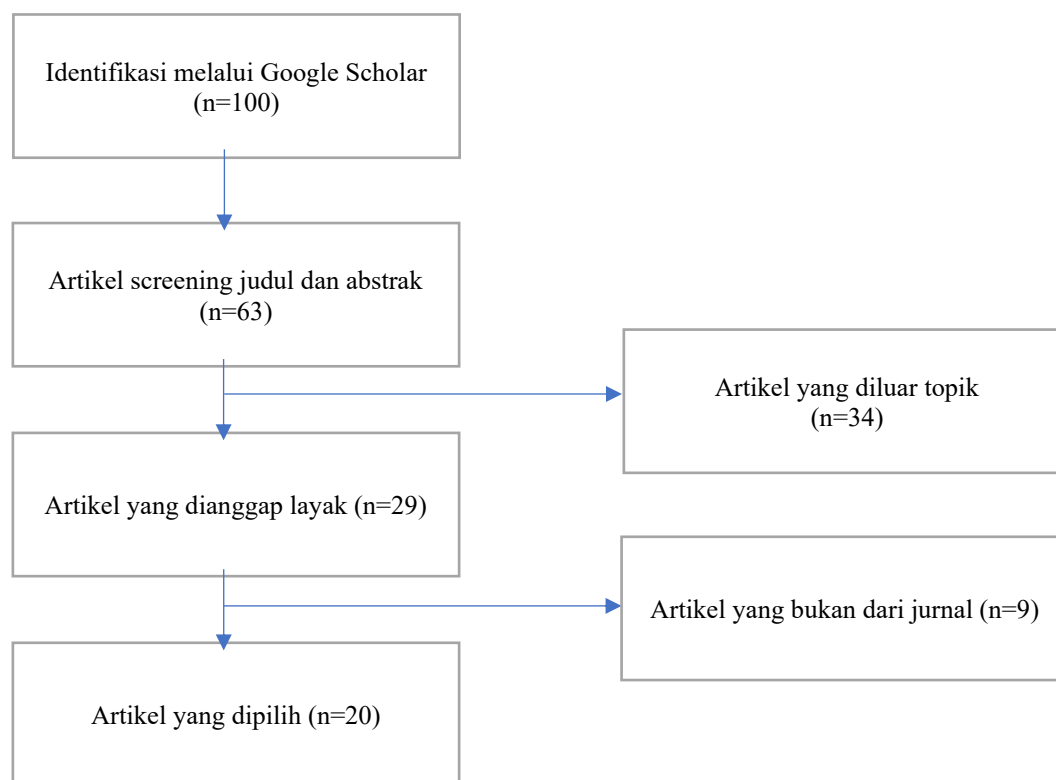 Identifikasi melalui Google Scholar
(n=100)
Artikel screening judul dan abstrak
(n=63)
Artikel yang diluar topik
(n=34)
Artikel yang dianggap layak (n=29)
Artikel yang bukan dari jurnal (n=9)
Artikel yang dipilih (n=20)